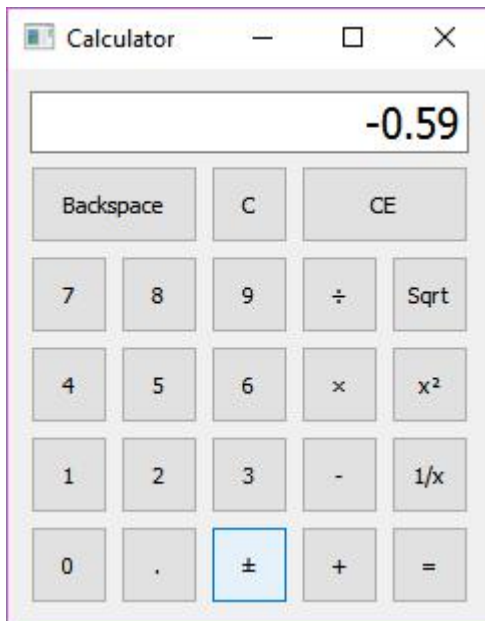 Calculator
-0.59
Backspace C CE
7 8 9 ÷ Sqrt
4 5 6 × x²
1 2 3 - 1/x
0 . ± + =